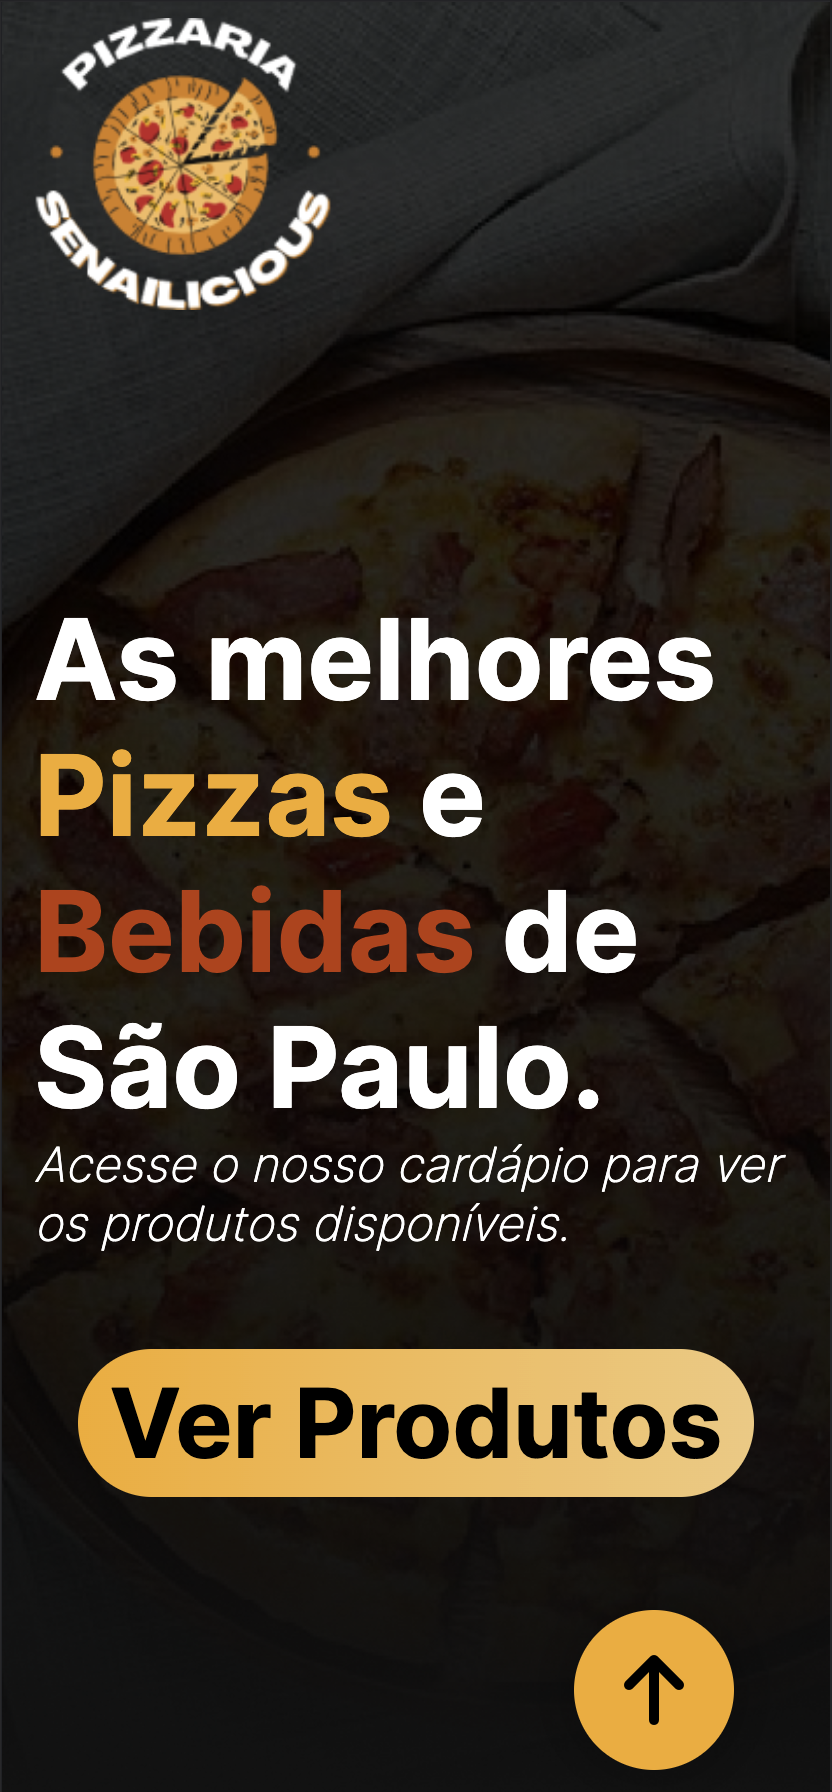 PIZZARIA
SENAILICIOUS
As melhores
Pizzas e
Bebidas de
São Paulo.
Acesse o nosso cardápio para ver
os produtos disponíveis.
Ver Produtos